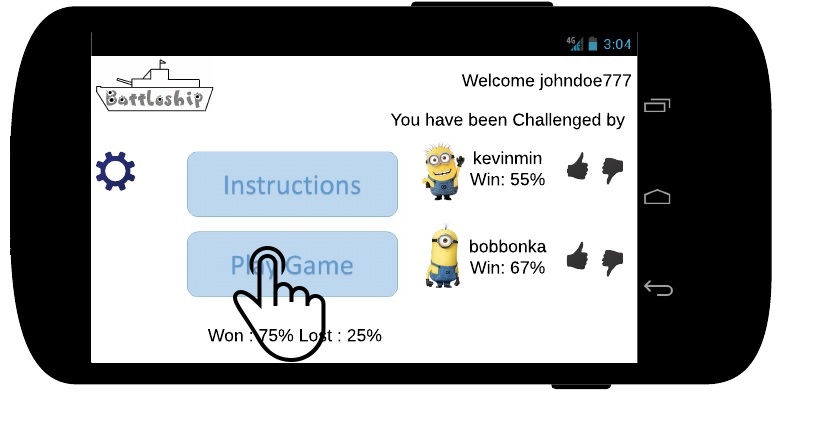 4G 3:04
Battleship
Welcome johndoe777
You have been Challenged by
kevinmin
Win: 55%
Instructions
bobbonka
Win: 67%
Play Game
Won : 75% Lost : 25%